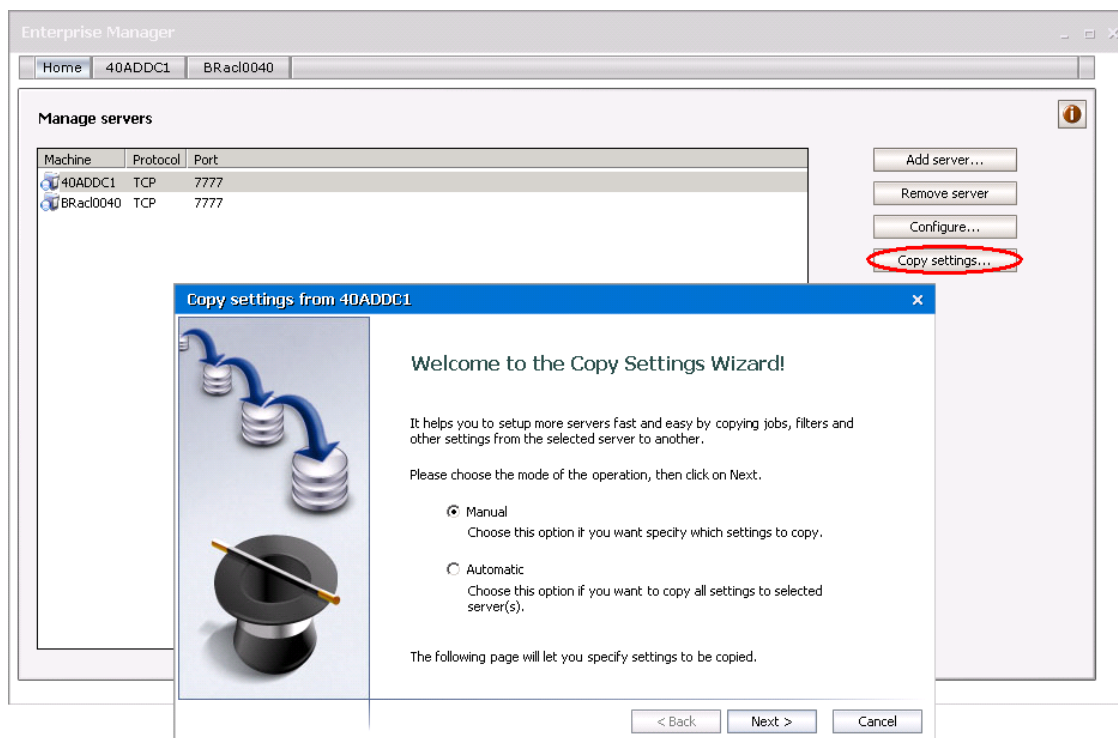 Enterprise Manager
Home 40ADDC1 BRacl0040
Manage servers
Machine Protocol Port
40ADDC1 TCP 7777
BRacl0040 TCP 7777
Add server...
Remove server
Configure...
Copy settings...
Copy settings from 40ADDC1
Welcome to the Copy Settings Wizard!
It helps you to setup more servers fast and easy by copying jobs, filters and
other settings from the selected server to another.
Please choose the mode of the operation, then click on Next.
Manual
Choose this option if you want specify which settings to copy.
Automatic
Choose this option if you want to copy all settings to selected
server(s).
The following page will let you specify settings to be copied.
< Back Next > Cancel